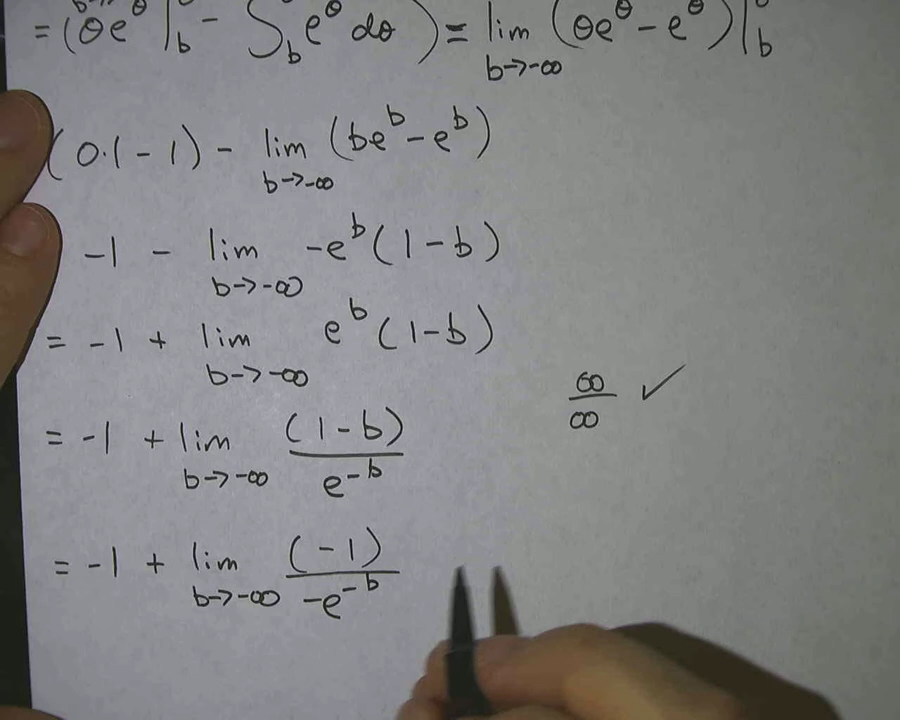 = (θe^θ |_b - ∫_b e^θ dθ) = lim_{b→-∞} (θe^θ - e^θ)|_b
(0·1 - 1) - lim_{b→-∞} (be^b - e^b)
-1 - lim_{b→-∞} -e^b (1-b)
= -1 + lim_{b→-∞} e^b (1-b)
∞/∞ ✓
= -1 + lim_{b→-∞} (1-b)/e^{-b}
= -1 + lim_{b→-∞} (-1)/-e^{-b}